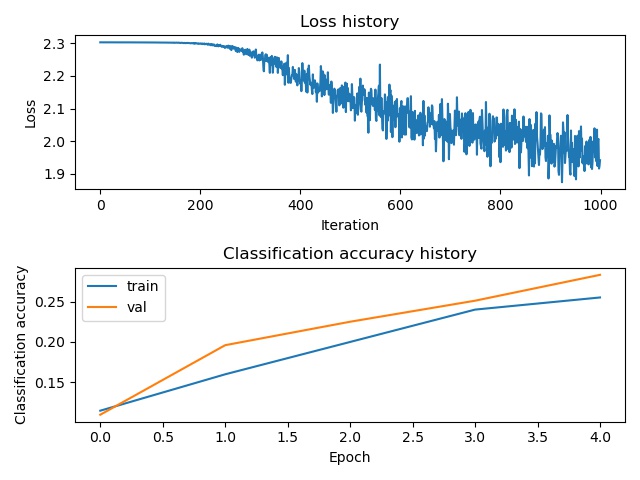 Loss history
2.3
2.2
2.1
2.0
1.9
Loss
0 200 400 600 800 1000
Iteration
Classification accuracy history
train
val
0.25
0.20
0.15
Classification accuracy
0.0 0.5 1.0 1.5 2.0 2.5 3.0 3.5 4.0
Epoch